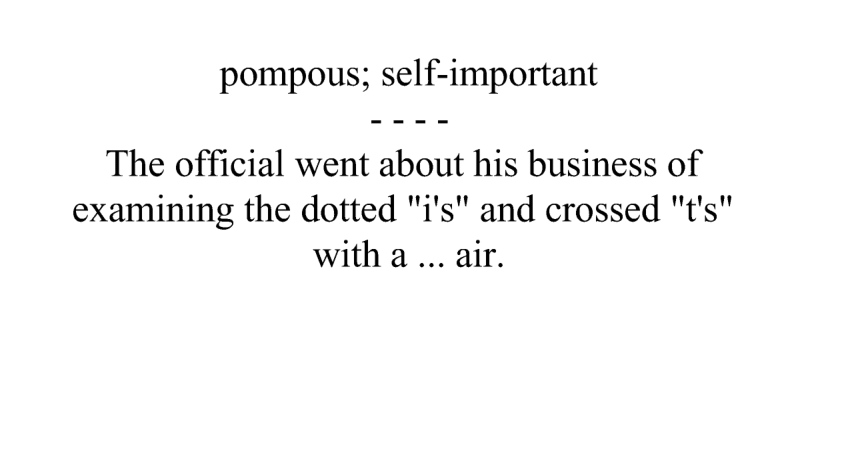 pompous; self-important
- - - -
The official went about his business of
examining the dotted "i's" and crossed "t's"
with a ... air.